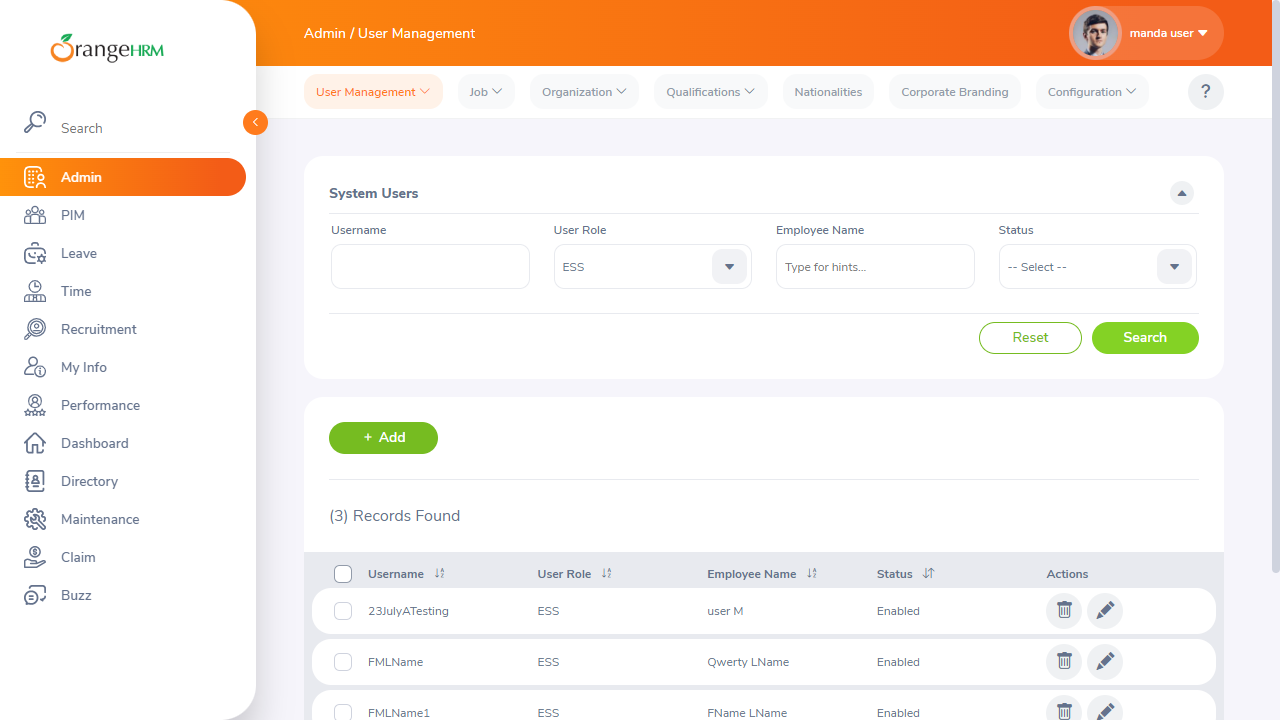 OrangeHRM
Admin / User Management
manda user
User Management
Job
Organization
Qualifications
Nationalities
Corporate Branding
Configuration
?
Search
Admin
PIM
Leave
Time
Recruitment
My Info
Performance
Dashboard
Directory
Maintenance
Claim
Buzz
System Users
Username
User Role
Employee Name
Status
ESS
Type for hints...
-- Select --
Reset
Search
+ Add
(3) Records Found
Username User Role Employee Name Status Actions
23JulyATesting ESS user M Enabled
FMLName ESS Qwerty LName Enabled
FMLName1 ESS FName LName Enabled